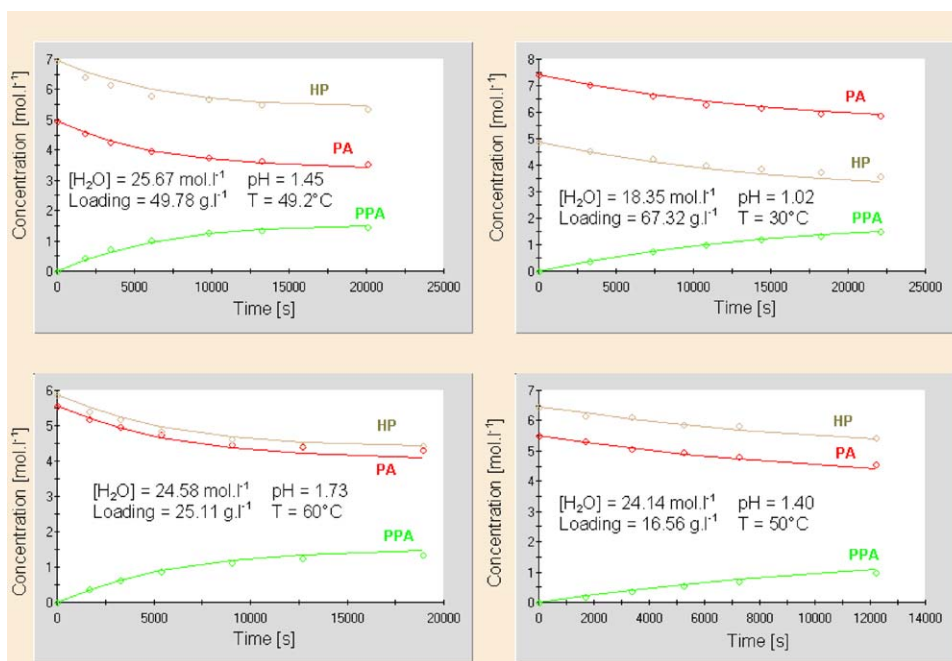 Concentration [mol.l⁻¹]
7
6
5
4
3
2
1
0
HP
PA
[H₂O] = 25.67 mol.l⁻¹ pH = 1.45
Loading = 49.78 g.l⁻¹ T = 49.2°C
PPA
0 5000 10000 15000 20000 25000
Time [s]
Concentration [mol.l⁻¹]
8
7
6
5
4
3
2
1
0
PA
HP
[H₂O] = 18.35 mol.l⁻¹ pH = 1.02
Loading = 67.32 g.l⁻¹ T = 30°C
PPA
0 5000 10000 15000 20000 25000
Time [s]
Concentration [mol.l⁻¹]
6
5
4
3
2
1
0
HP
PA
[H₂O] = 24.58 mol.l⁻¹ pH = 1.73
Loading = 25.11 g.l⁻¹ T = 60°C
PPA
0 5000 10000 15000 20000
Time [s]
Concentration [mol.l⁻¹]
7
6
5
4
3
2
1
0
HP
PA
[H₂O] = 24.14 mol.l⁻¹ pH = 1.40
Loading = 16.56 g.l⁻¹ T = 50°C
PPA
0 2000 4000 6000 8000 10000 12000 14000
Time [s]